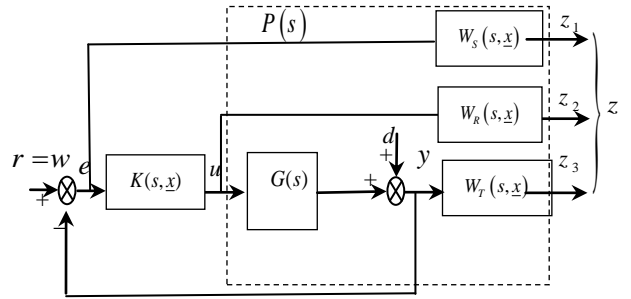 P(s)
W_S(s,x) z_1
W_R(s,x) z_2
z
r = w e K(s,x) u G(s) d y W_T(s,x) z_3
+ − + +